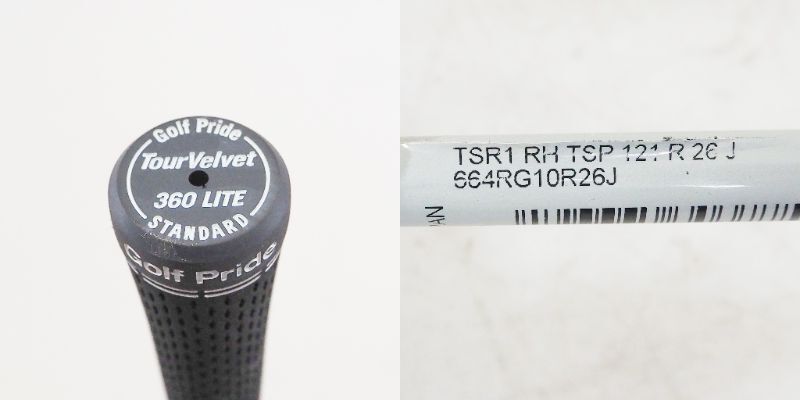 Golf Pride
TourVelvet
360 LITE
STANDARD
Golf Pride
TSR1 RH TSP 121 R 26 J
664RG10R26J